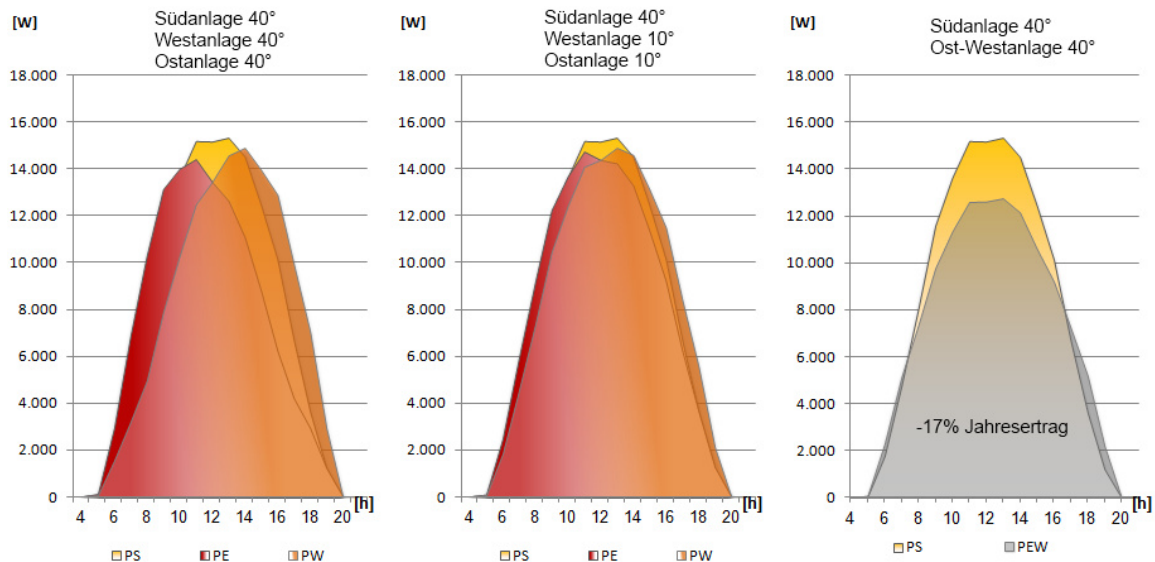 [W]
Südanlage 40°
Westanlage 40°
Ostanlage 40°
18.000
16.000
14.000
12.000
10.000
8.000
6.000
4.000
2.000
0
4 6 8 10 12 14 16 18 20 [h]
PS PE PW
[W]
Südanlage 40°
Westanlage 10°
Ostanlage 10°
18.000
16.000
14.000
12.000
10.000
8.000
6.000
4.000
2.000
0
4 6 8 10 12 14 16 18 20 [h]
PS PE PW
[W]
Südanlage 40°
Ost-Westanlage 40°
18.000
16.000
14.000
12.000
10.000
8.000
6.000
4.000
2.000
0
-17% Jahresertrag
4 6 8 10 12 14 16 18 20 [h]
PS PEW